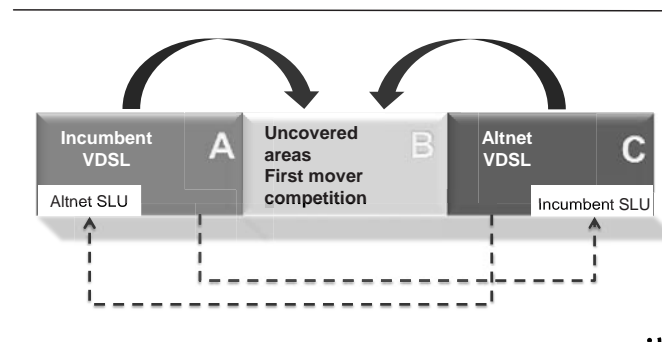 Incumbent
VDSL
A
Altnet SLU
Uncovered
areas
First mover
competition
B
Altnet
VDSL
C
Incumbent SLU